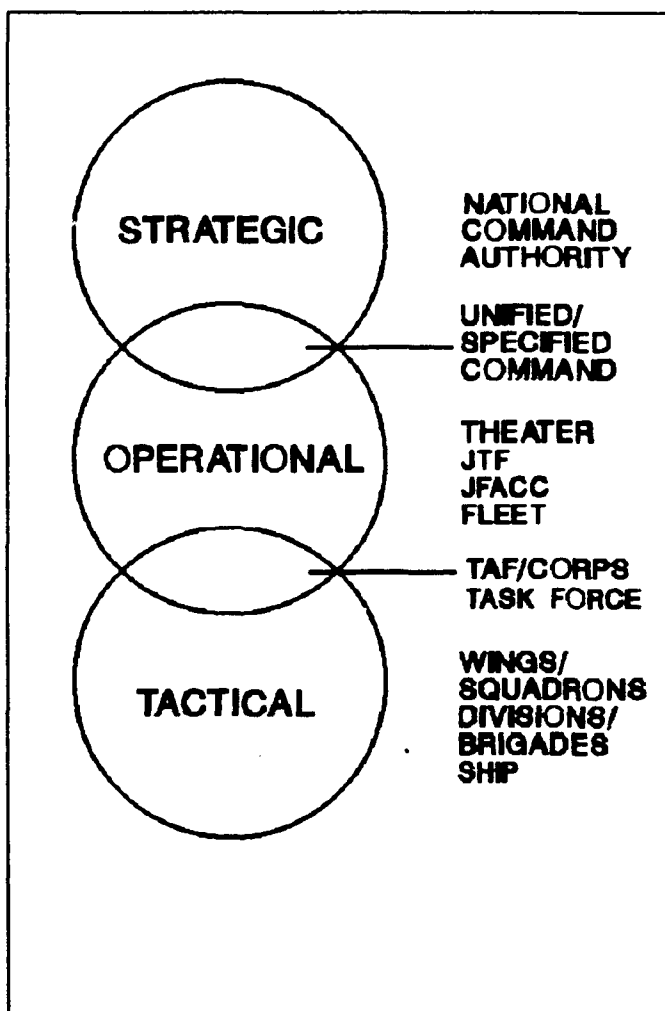 STRATEGIC
NATIONAL
COMMAND
AUTHORITY
UNIFIED/
SPECIFIED
COMMAND
OPERATIONAL
THEATER
JTF
JFACC
FLEET
TAF/CORPS
TASK FORCE
TACTICAL
WINGS/
SQUADRONS
DIVISIONS/
BRIGADES
SHIP